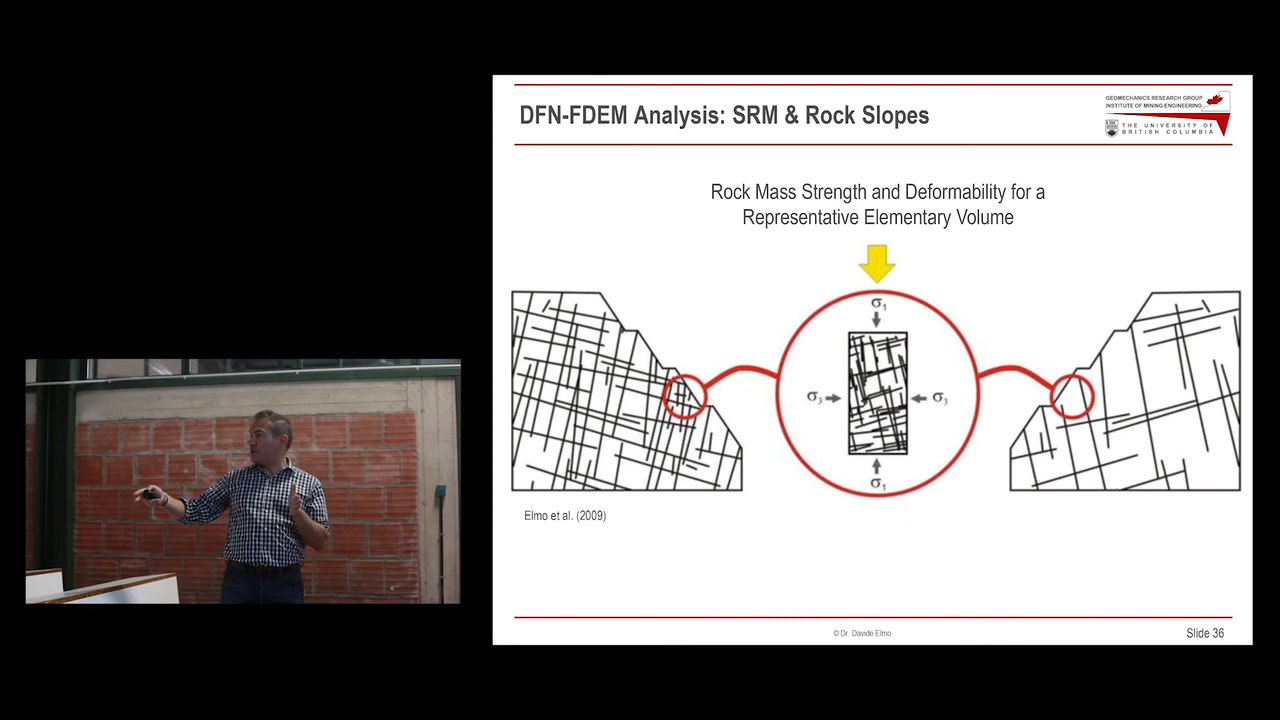 DFN-FDEM Analysis: SRM & Rock Slopes
GEOMECHANICS RESEARCH GROUP
INSTITUTE OF MINING ENGINEERING
THE UNIVERSITY OF
BRITISH COLUMBIA
Rock Mass Strength and Deformability for a
Representative Elementary Volume
σ₁
σ₃
σ₃
σ₁
Elmo et al. (2009)
© Dr. Davide Elmo
Slide 36